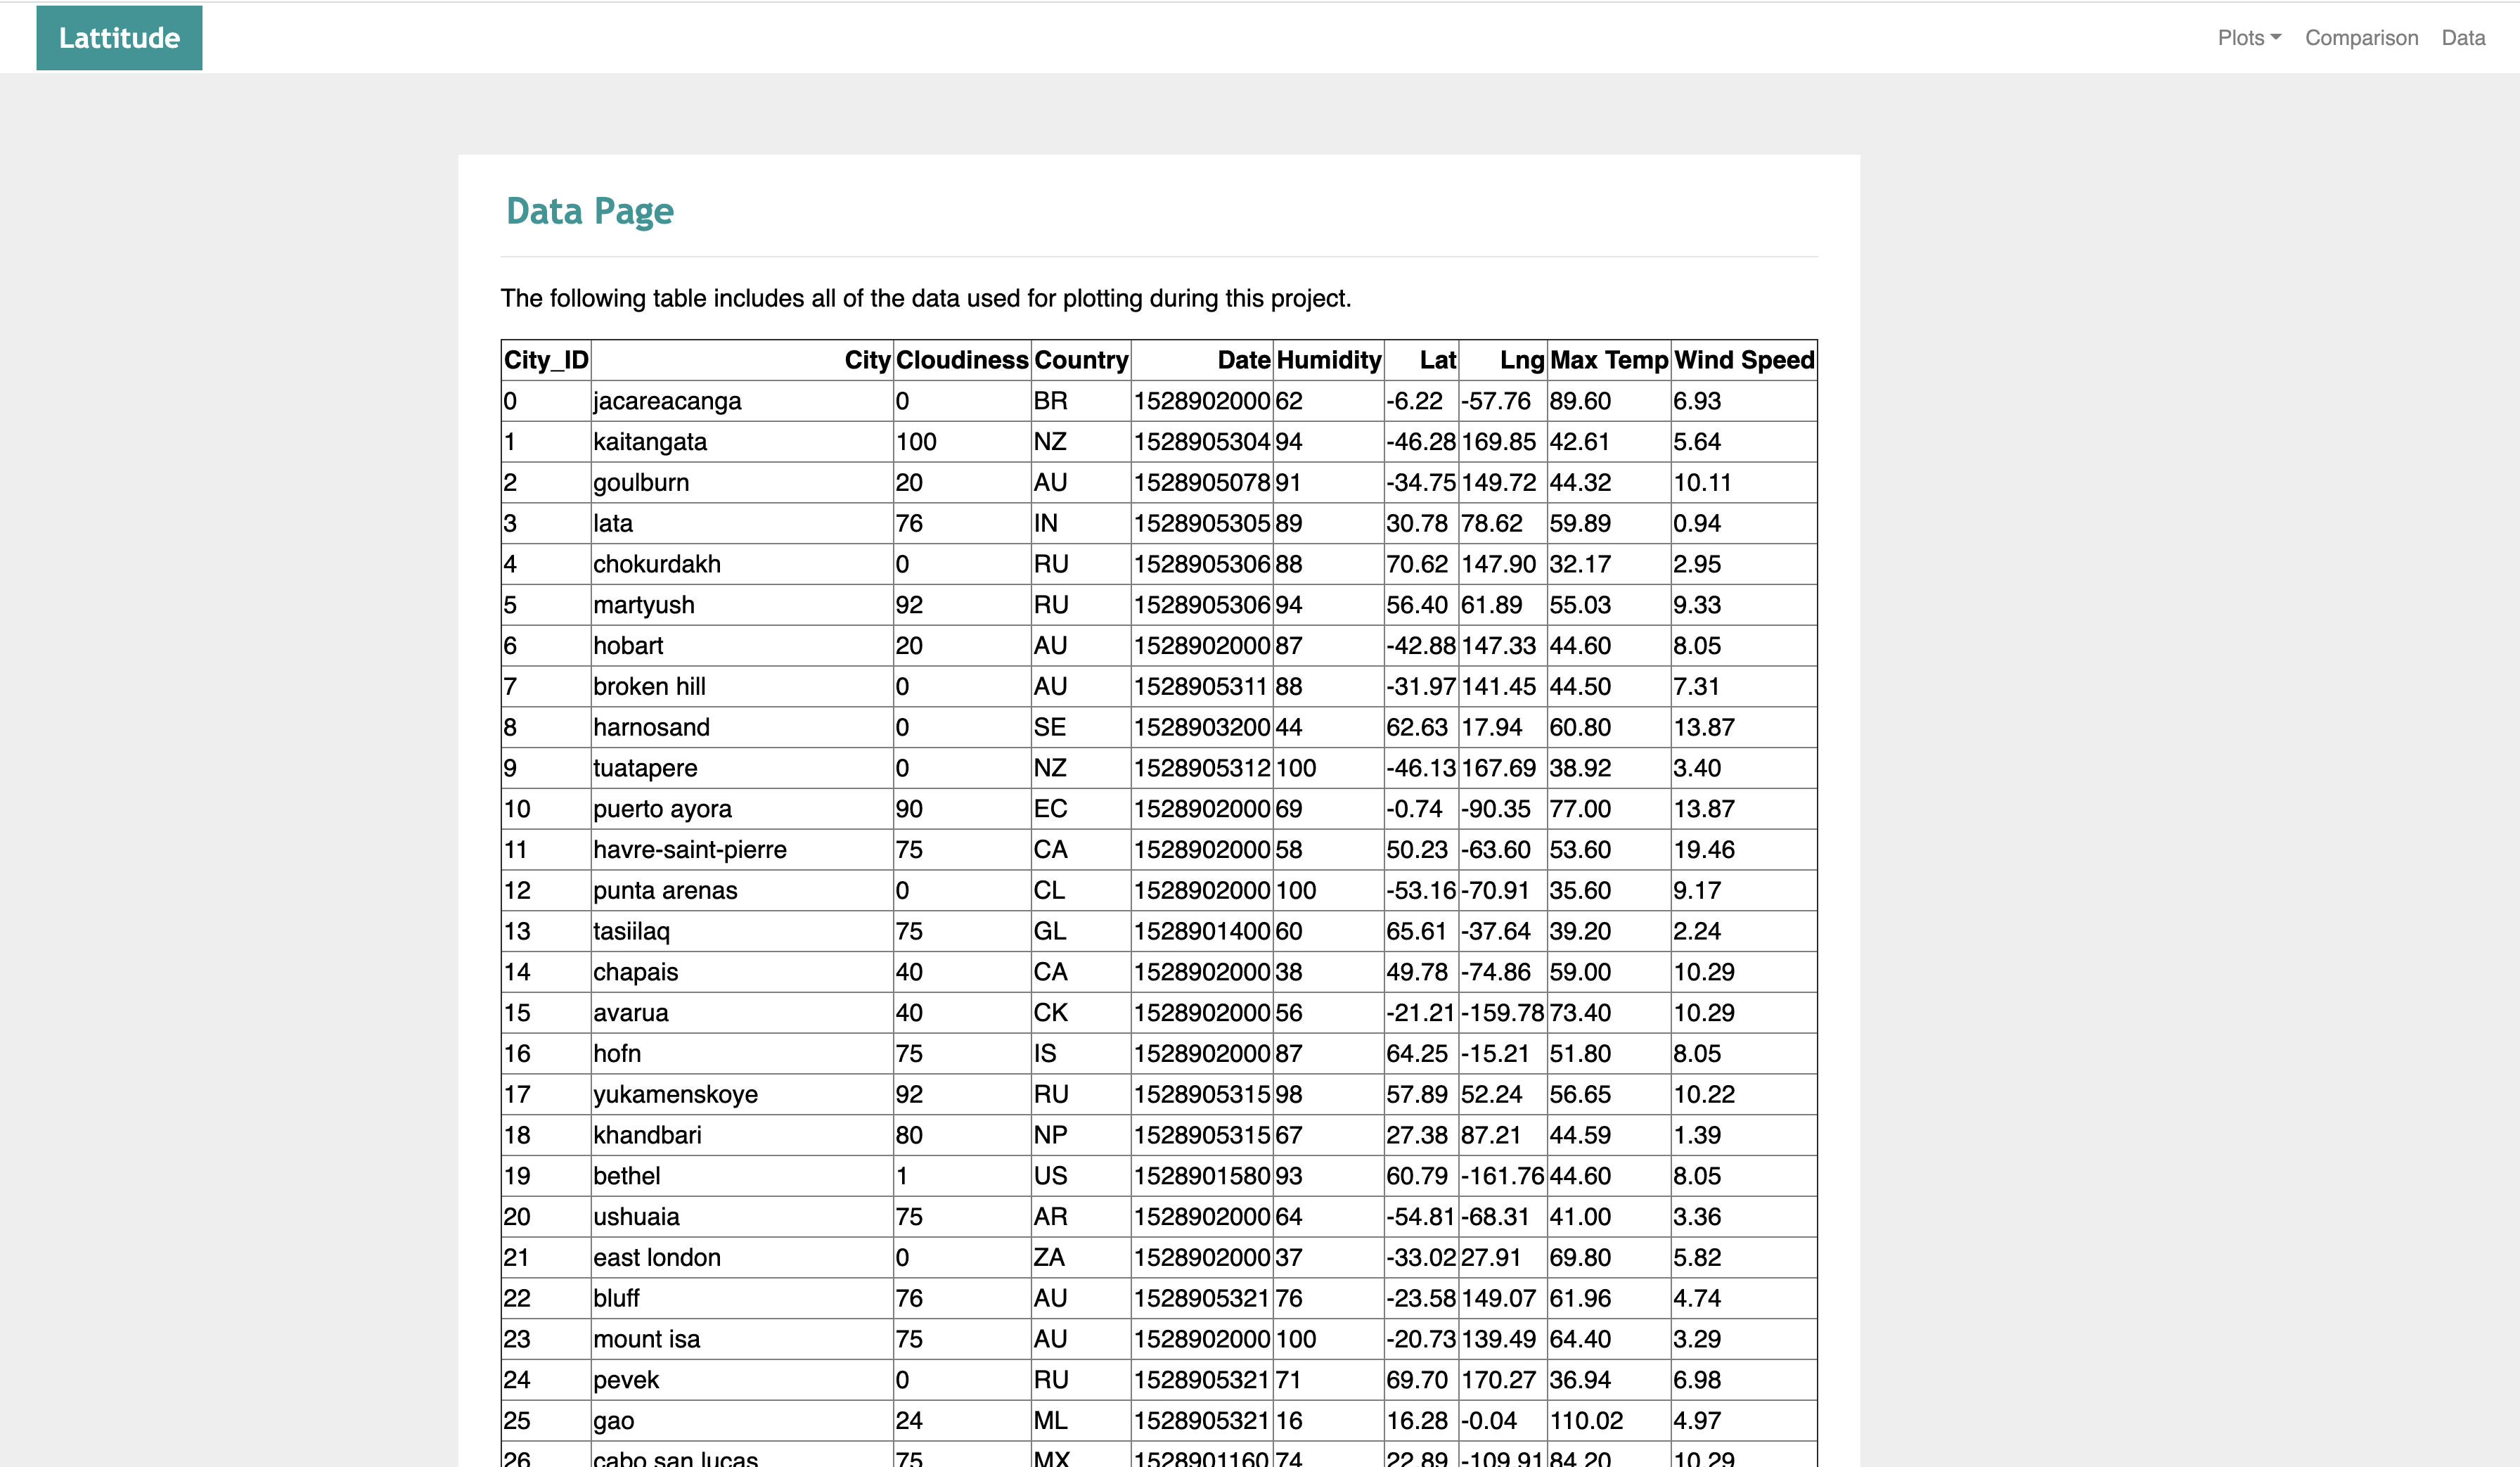 Lattitude
Plots Comparison Data
Data Page
The following table includes all of the data used for plotting during this project.
City_ID City Cloudiness Country Date Humidity Lat Lng Max Temp Wind Speed
0 jacareacanga 0 BR 1528902000 62 -6.22 -57.76 89.60 6.93
1 kaitangata 100 NZ 1528905304 94 -46.28 169.85 42.61 5.64
2 goulburn 20 AU 1528905078 91 -34.75 149.72 44.32 10.11
3 lata 76 IN 1528905305 89 30.78 78.62 59.89 0.94
4 chokurdakh 0 RU 1528905306 88 70.62 147.90 32.17 2.95
5 martyush 92 RU 1528905306 94 56.40 61.89 55.03 9.33
6 hobart 20 AU 1528902000 87 -42.88 147.33 44.60 8.05
7 broken hill 0 AU 1528905311 88 -31.97 141.45 44.50 7.31
8 harnosand 0 SE 1528903200 44 62.63 17.94 60.80 13.87
9 tuatapere 0 NZ 1528905312 100 -46.13 167.69 38.92 3.40
10 puerto ayora 90 EC 1528902000 69 -0.74 -90.35 77.00 13.87
11 havre-saint-pierre 75 CA 1528902000 58 50.23 -63.60 53.60 19.46
12 punta arenas 0 CL 1528902000 100 -53.16 -70.91 35.60 9.17
13 tasiilaq 75 GL 1528901400 60 65.61 -37.64 39.20 2.24
14 chapais 40 CA 1528902000 38 49.78 -74.86 59.00 10.29
15 avarua 40 CK 1528902000 56 -21.21 -159.78 73.40 10.29
16 hofn 75 IS 1528902000 87 64.25 -15.21 51.80 8.05
17 yukamenskoye 92 RU 1528905315 98 57.89 52.24 56.65 10.22
18 khandbari 80 NP 1528905315 67 27.38 87.21 44.59 1.39
19 bethel 1 US 1528901580 93 60.79 -161.76 44.60 8.05
20 ushuaia 75 AR 1528902000 64 -54.81 -68.31 41.00 3.36
21 east london 0 ZA 1528902000 37 -33.02 27.91 69.80 5.82
22 bluff 76 AU 1528905321 76 -23.58 149.07 61.96 4.74
23 mount isa 75 AU 1528902000 100 -20.73 139.49 64.40 3.29
24 pevek 0 RU 1528905321 71 69.70 170.27 36.94 6.98
25 gao 24 ML 1528905321 16 16.28 -0.04 110.02 4.97
26 cabo san lucas 75 MX 1528901160 74 22.89 -109.91 84.20 10.29